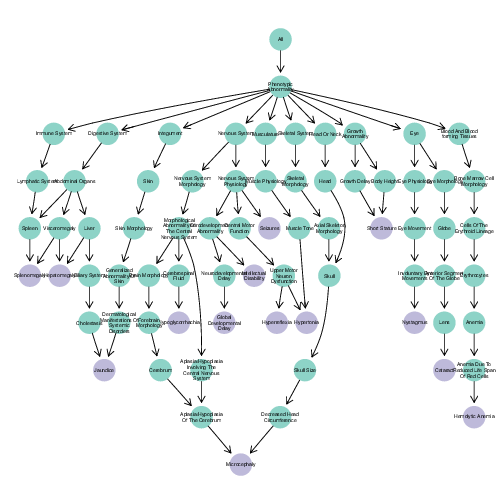 All
Phenotypic
Abnormality
Immune System
Digestive System
Integument
Nervous System
Musculature
Skeletal System
Head Or Neck
Growth
Abnormality
Eye
Blood And Blood
forming Tissues
Lymphatic System
Abdominal Organs
Skin
Nervous System
Morphology
Nervous System
Physiology
Muscle Physiology
Skeletal
Morphology
Head
Growth Delay
Body Height
Eye Physiology
Eye Morphology
Bone Marrow Cell
Morphology
Spleen
Visceromegaly
Liver
Skin Morphology
Morphological
Abnormality Of
The Central
Nervous System
Neurodevelopmental
Abnormality
Central Motor
Function
Seizures
Muscle Tone
Axial Skeleton
Morphology
Short Stature
Eye Movement
Globe
Cells Of The
Erythroid Lineage
Splenomegaly
Biliary System
Generalized
Abnormality Of
Skin
Brain Morphology
Cerebrospinal
Fluid
Neurodevelopmental
Delay
Intellectual
Disability
Upper Motor
Neuron
Dysfunction
Skull
Involuntary
Movements
Anterior Segment
Of The Globe
Erythrocytes
Cholestasis
Dermatological
Manifestations Of
Systemic
Disorders
Forebrain
Morphology
Global
Developmental
Delay
Hyperreflexia
Hypertonia
Nystagmus
Lens
Anemia
Jaundice
Cerebrum
Aplasia/Hypoplasia
Involving The
Central Nervous
System
Skull Size
Cataract
Anemia Due To
Reduced Life Span
Of Red Cells
Aplasia/Hypoplasia
Of The Cerebrum
Decreased Head
Circumference
Hemolytic Anemia
Microcephaly